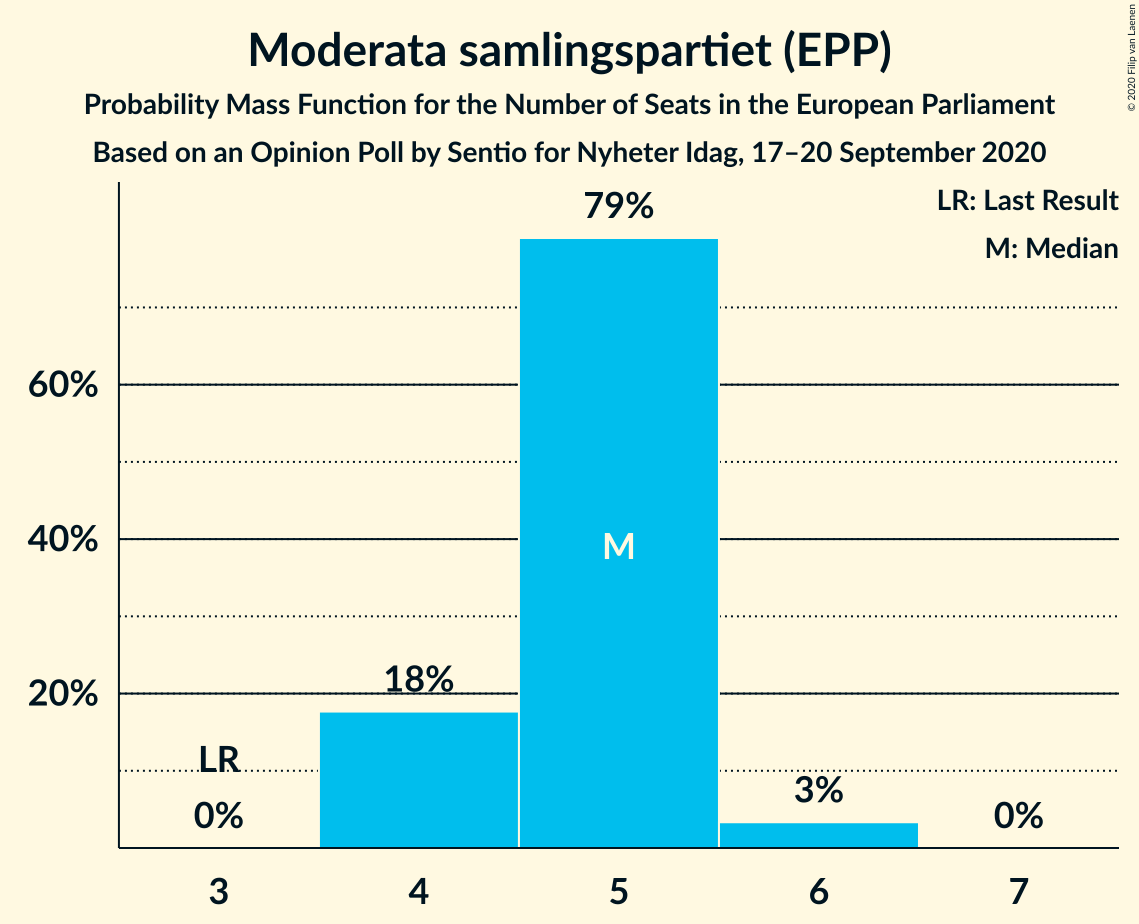 Moderata samlingspartiet (EPP)
Probability Mass Function for the Number of Seats in the European Parliament
Based on an Opinion Poll by Sentio for Nyheter Idag, 17–20 September 2020
© 2020 Filip van Laenen
LR: Last Result
M: Median
79%
60%
40%
M
20%
18%
LR
0%
3%
0%
3 4 5 6 7